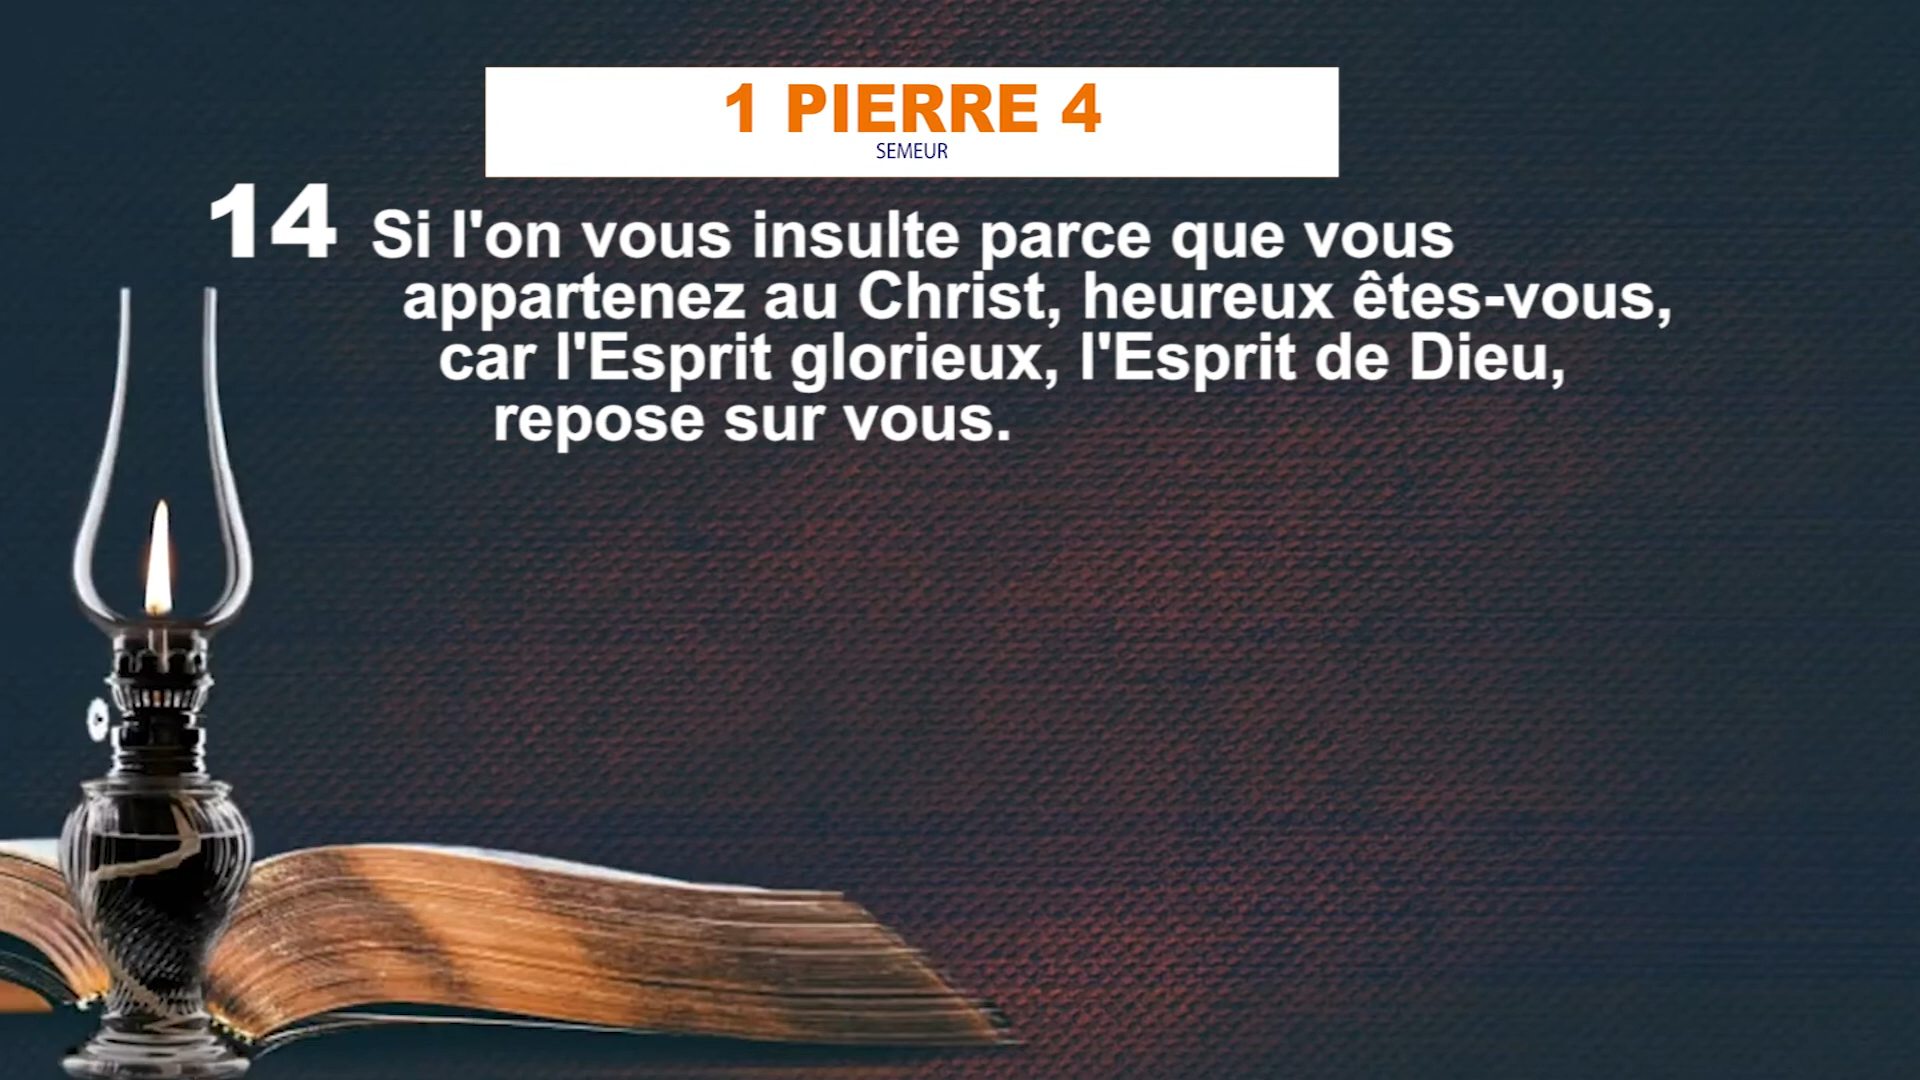 1 PIERRE 4
SEMEUR
14 Si l'on vous insulte parce que vous
appartenez au Christ, heureux êtes-vous,
car l'Esprit glorieux, l'Esprit de Dieu,
repose sur vous.